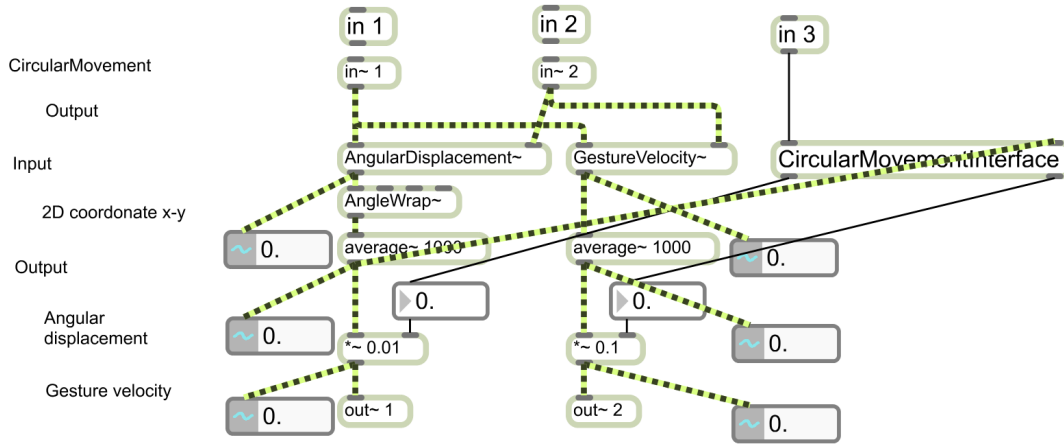 in 1
in 2
in 3
CircularMovement
in~ 1
in~ 2
Output
Input
AngularDisplacement~
GestureVelocity~
CircularMovemontInterface
2D coordonate x-y
AngleWrap~
0.
average~ 1000
average~ 1000
0.
Output
0.
0.
Angular
displacement
0.
*~ 0.01
*~ 0.1
0.
Gesture velocity
0.
out~ 1
out~ 2
0.